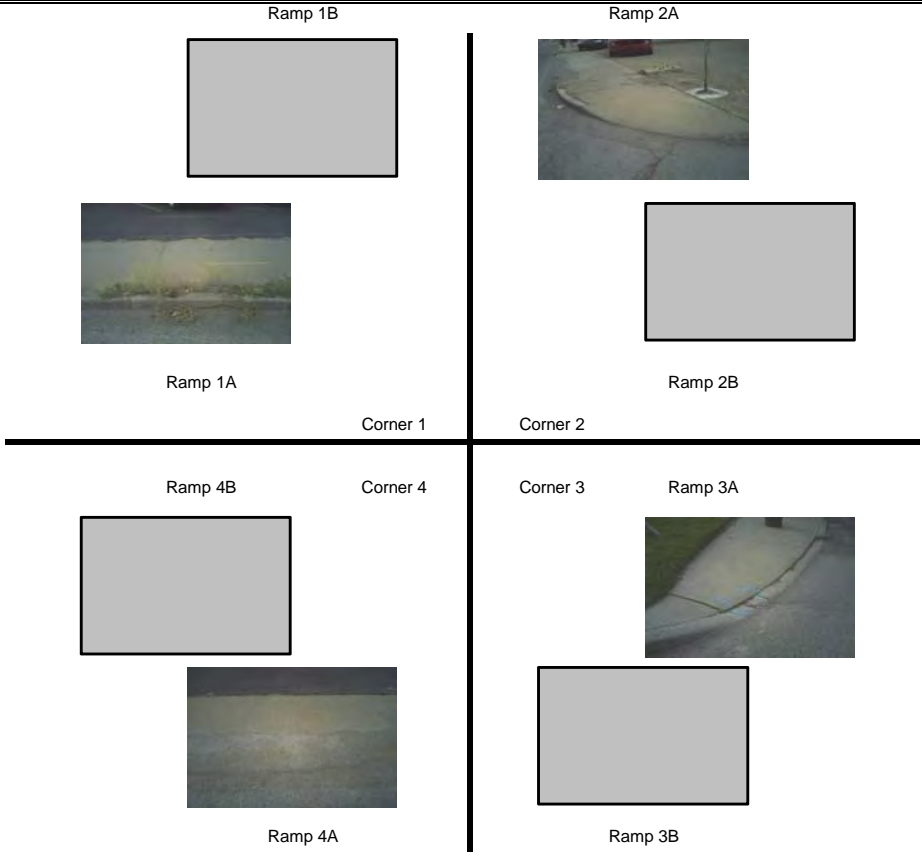 Ramp 1B
Ramp 2A
Ramp 1A
Ramp 2B
Corner 1
Corner 2
Ramp 4B
Corner 4
Corner 3
Ramp 3A
Ramp 4A
Ramp 3B